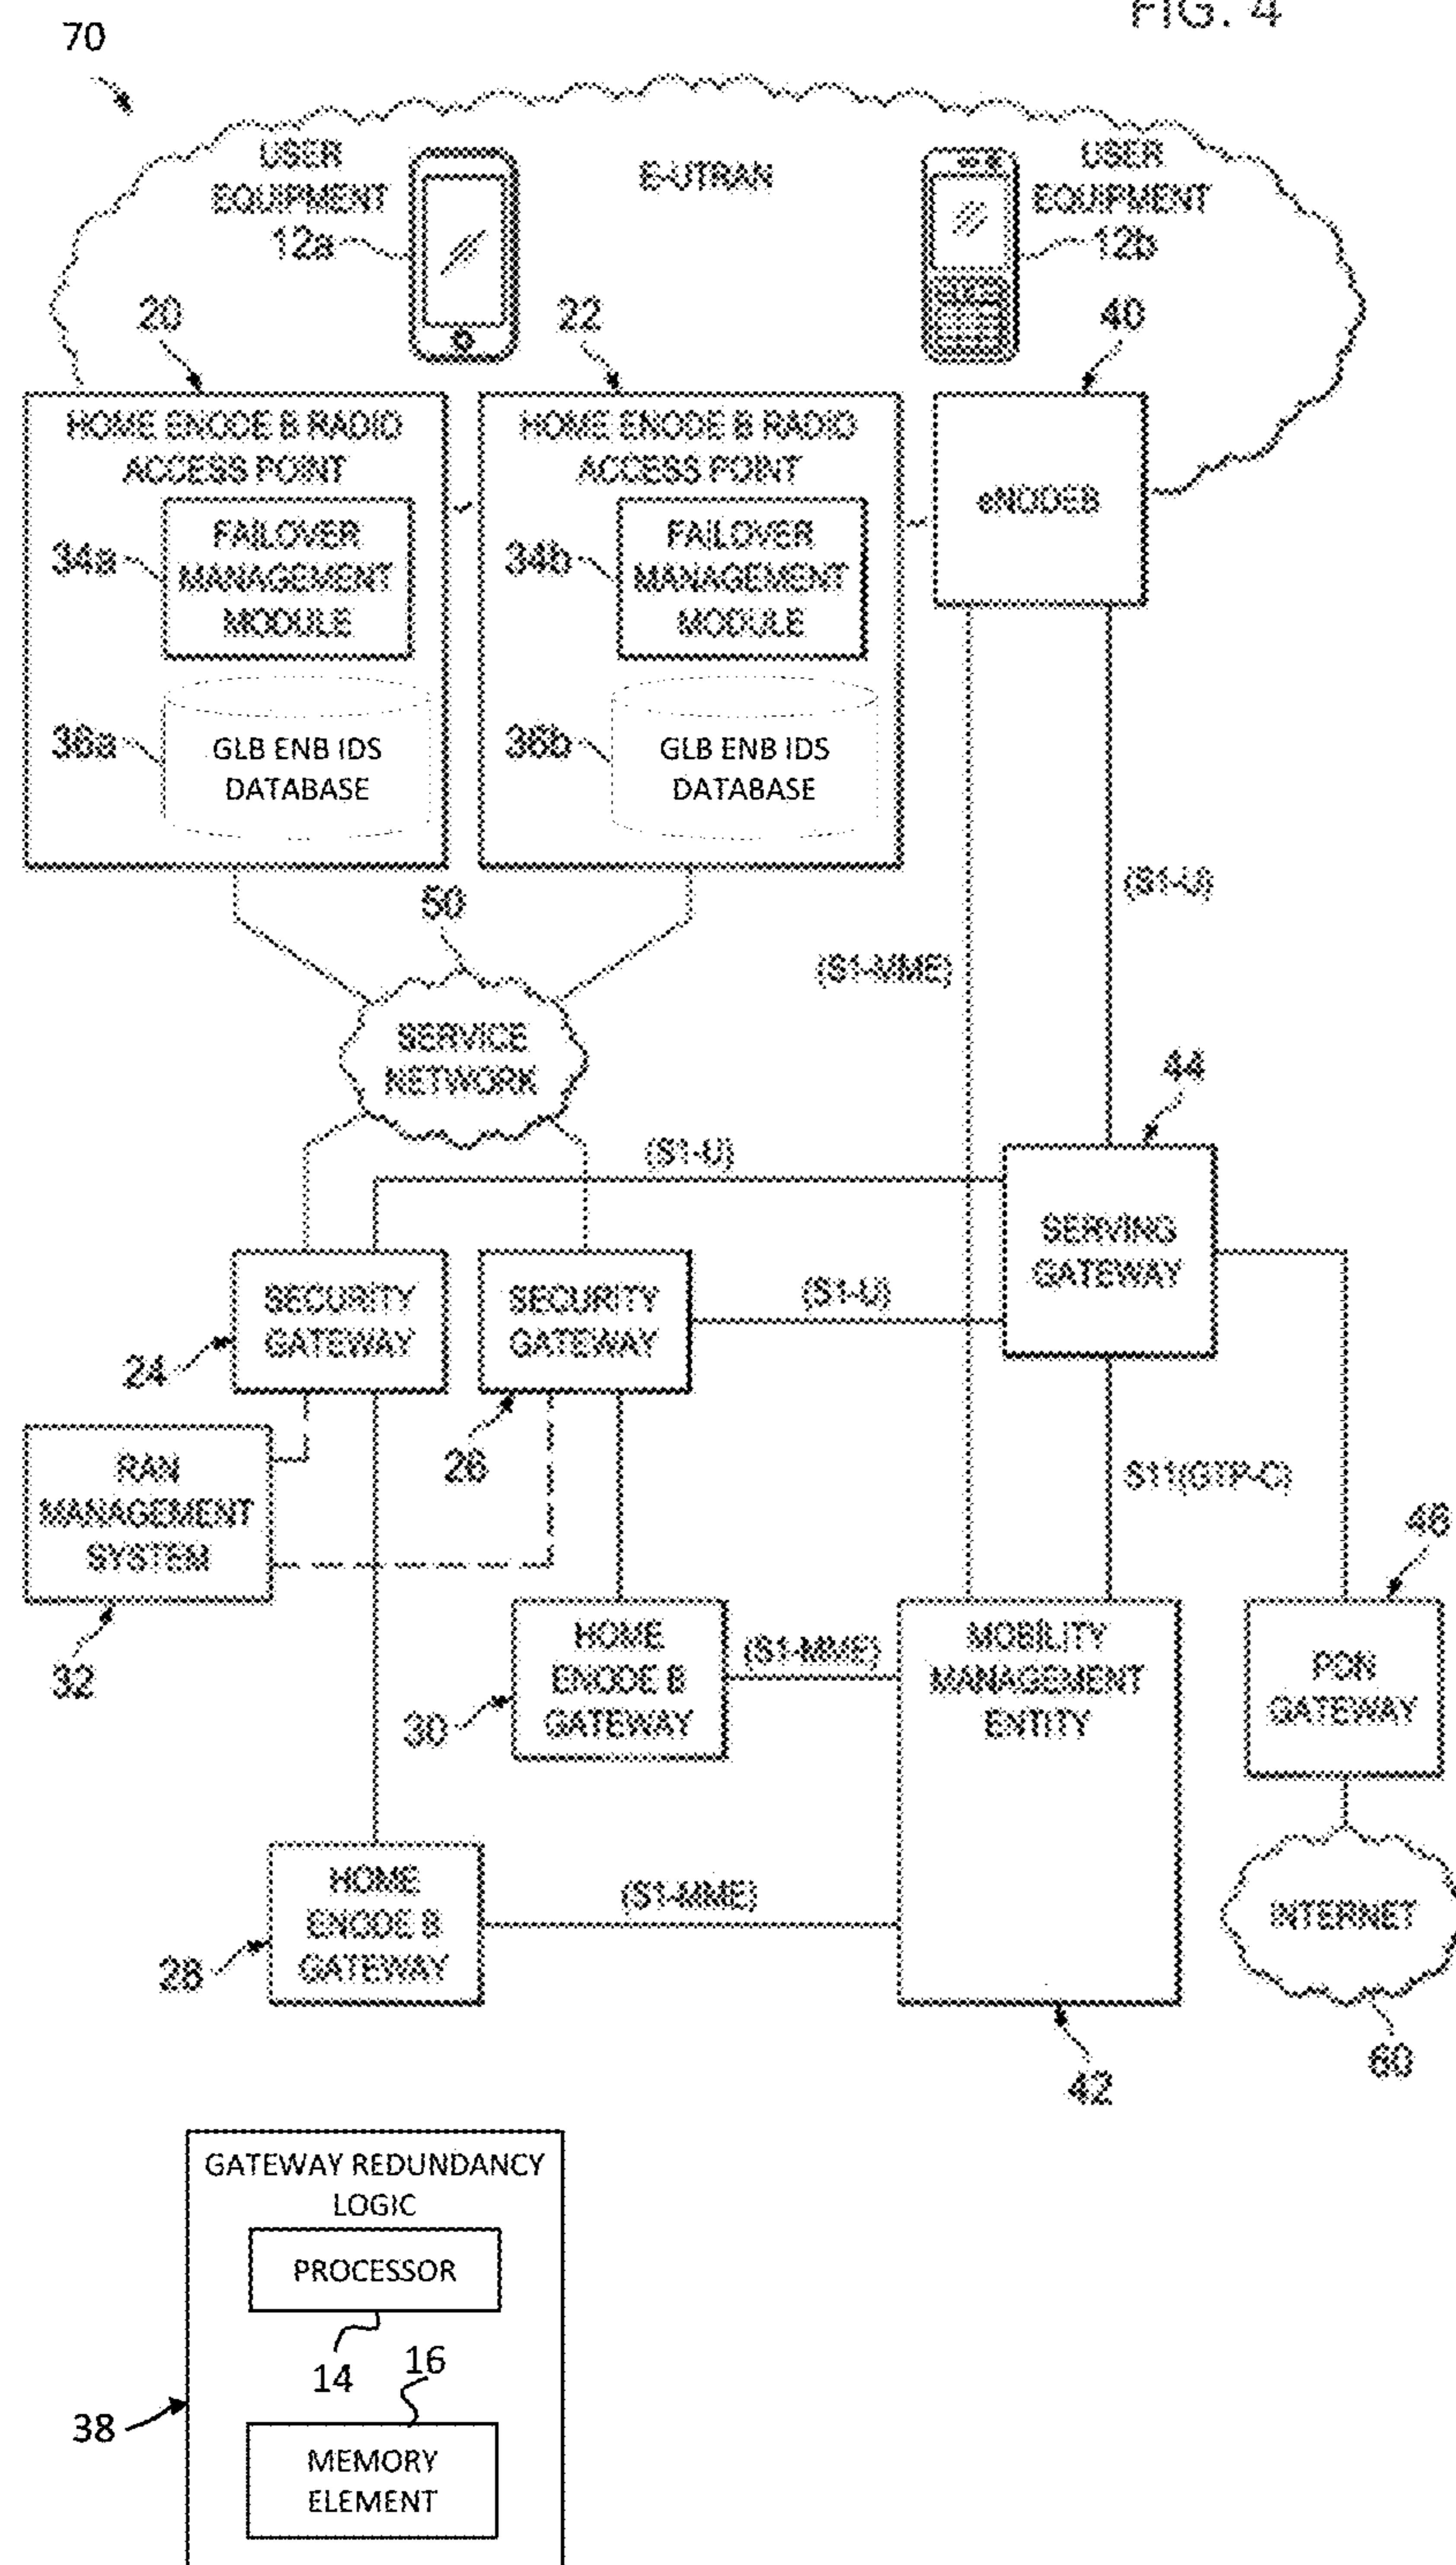 FIG. 4
70
USER
EQUIPMENT
12a
E-UTRAN
USER
EQUIPMENT
12b
20
22
40
HOME ENODE B RADIO
ACCESS POINT
34a
FAILOVER
MANAGEMENT
MODULE
36a
GLB ENB IDS
DATABASE
HOME ENODE B RADIO
ACCESS POINT
34b
FAILOVER
MANAGEMENT
MODULE
36b
GLB ENB IDS
DATABASE
eNODEB
50
(S1-U)
(S1-MME)
SERVICE
NETWORK
44
(S1-U)
SERVING
GATEWAY
SECURITY
GATEWAY
24
SECURITY
GATEWAY
26
(S1-U)
RAN
MANAGEMENT
SYSTEM
32
S11(GTP-C)
46
HOME
ENODE B
GATEWAY
30
(S1-MME)
MOBILITY
MANAGEMENT
ENTITY
PDN
GATEWAY
HOME
ENODE B
GATEWAY
28
(S1-MME)
INTERNET
60
42
GATEWAY REDUNDANCY
LOGIC
PROCESSOR
14
16
38
MEMORY
ELEMENT